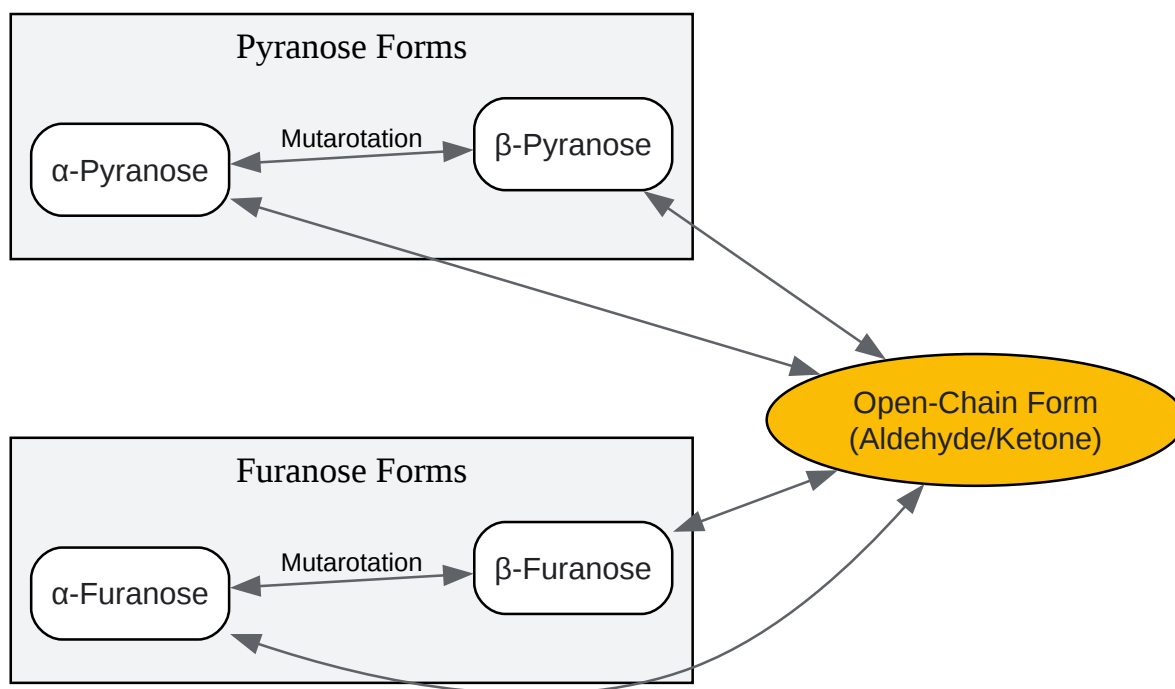 Pyranose Forms
α-Pyranose
Mutarotation
β-Pyranose
Open-Chain Form
(Aldehyde/Ketone)
Furanose Forms
α-Furanose
Mutarotation
β-Furanose